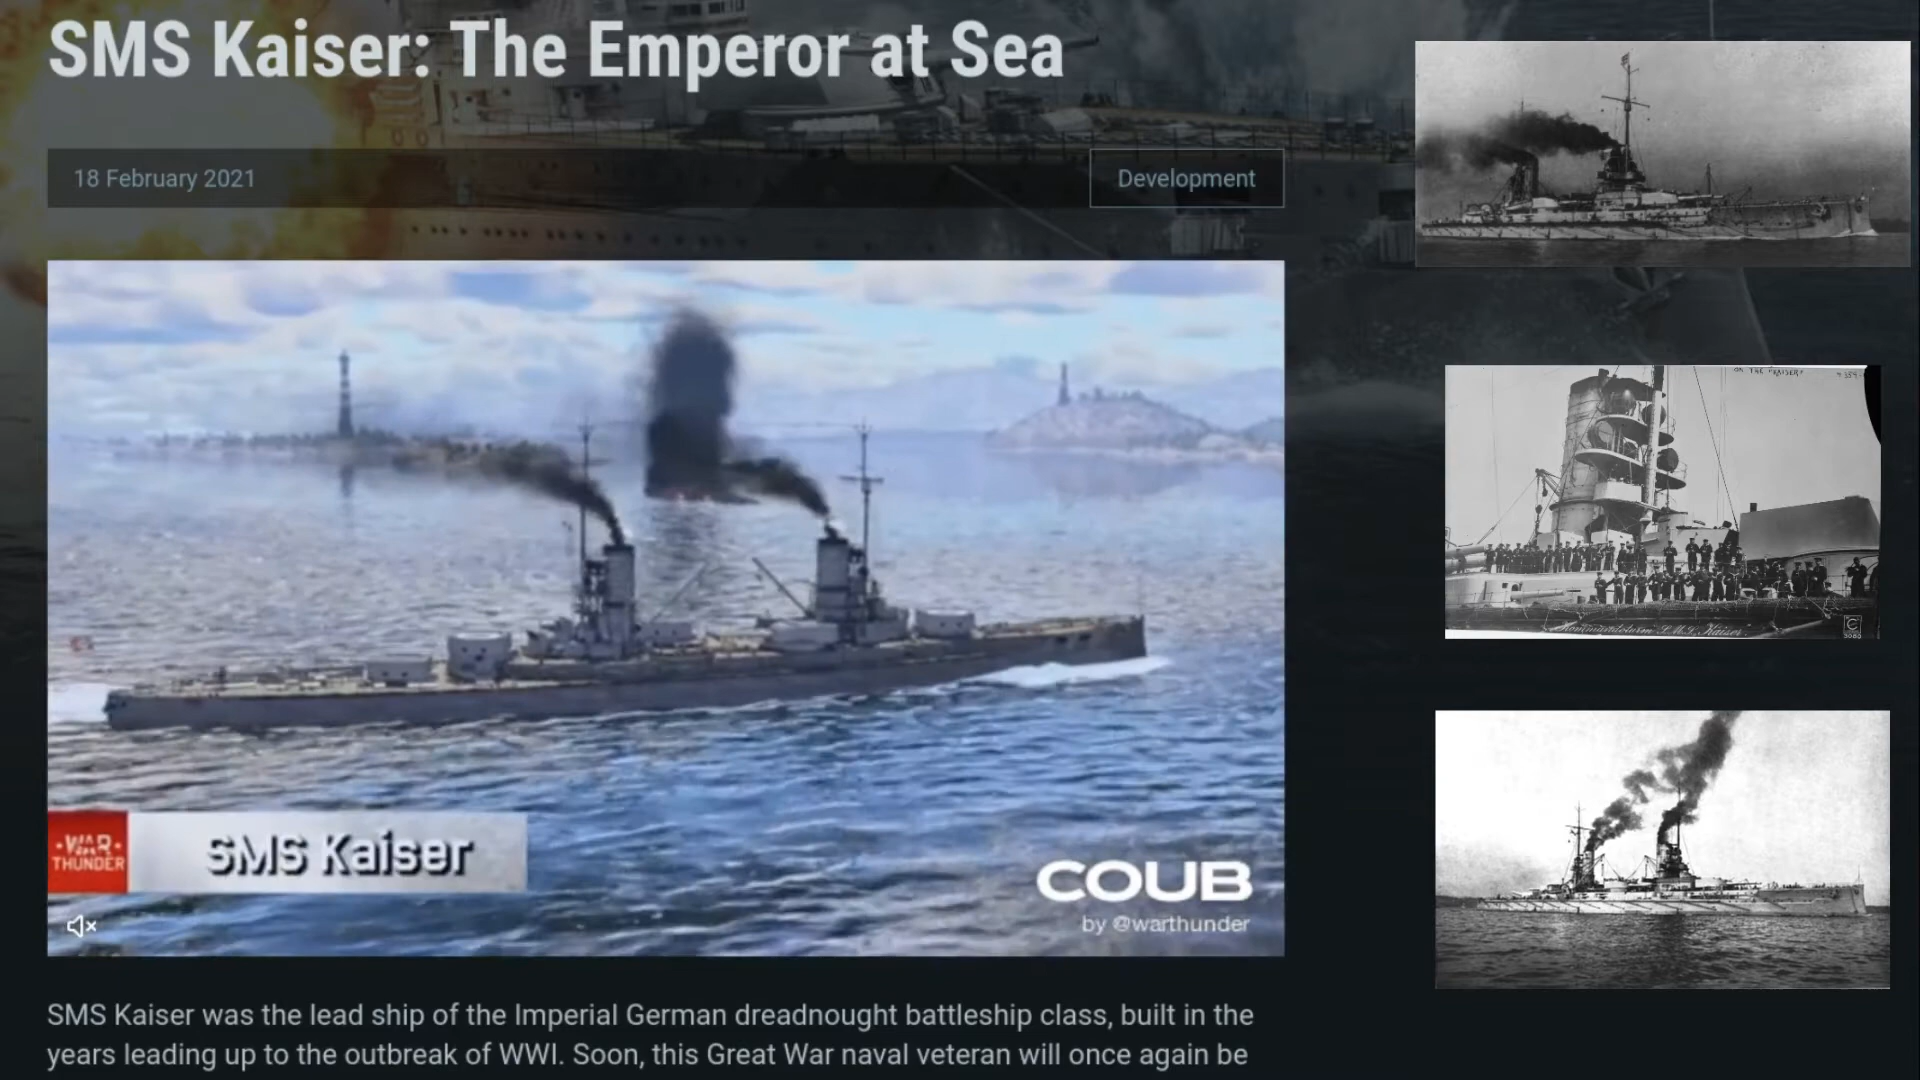 SMS Kaiser: The Emperor at Sea
18 February 2021
Development
WAR
THUNDER
SMS Kaiser
COUB
by @warthunder
SMS Kaiser was the lead ship of the Imperial German dreadnought battleship class, built in the
years leading up to the outbreak of WWI. Soon, this Great War naval veteran will once again be
Kommandoturm S.M.S. Kaiser.